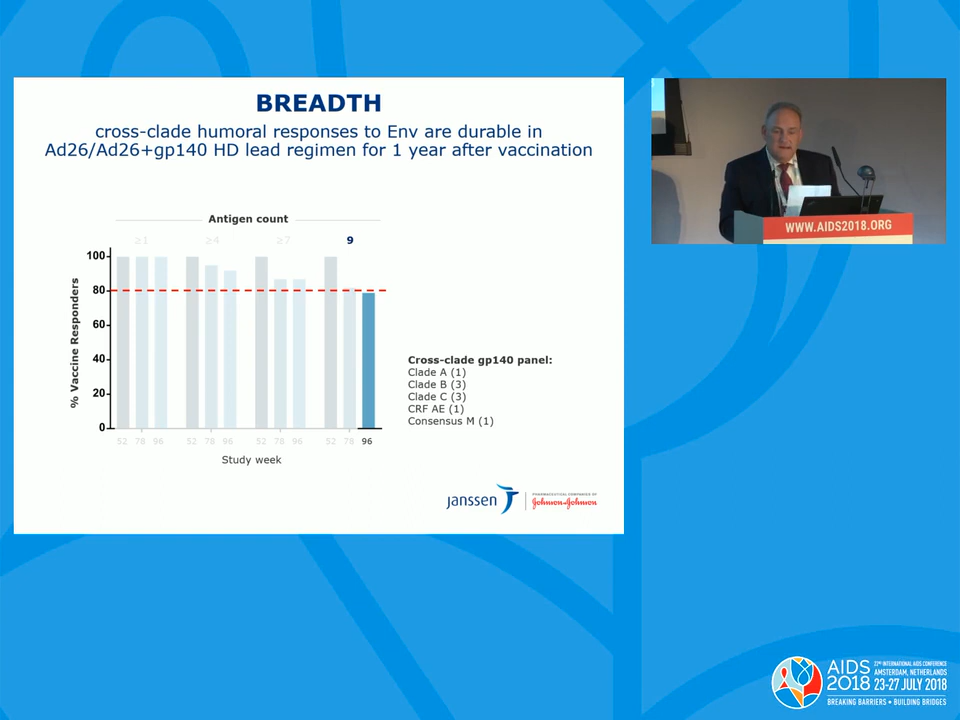 BREADTH
cross-clade humoral responses to Env are durable in
Ad26/Ad26+gp140 HD lead regimen for 1 year after vaccination
Antigen count
≥1 ≥4 ≥7 9
% Vaccine Responders
100
80
60
40
20
0
52 78 96 52 78 96 52 78 96 52 78 96
Study week
Cross-clade gp140 panel:
Clade A (1)
Clade B (3)
Clade C (3)
CRF AE (1)
Consensus M (1)
janssen
PHARMACEUTICAL COMPANIES OF
Johnson & Johnson
WWW.AIDS2018.ORG
AIDS
2018
22ND INTERNATIONAL AIDS CONFERENCE
AMSTERDAM, NETHERLANDS
23-27 JULY 2018
BREAKING BARRIERS • BUILDING BRIDGES